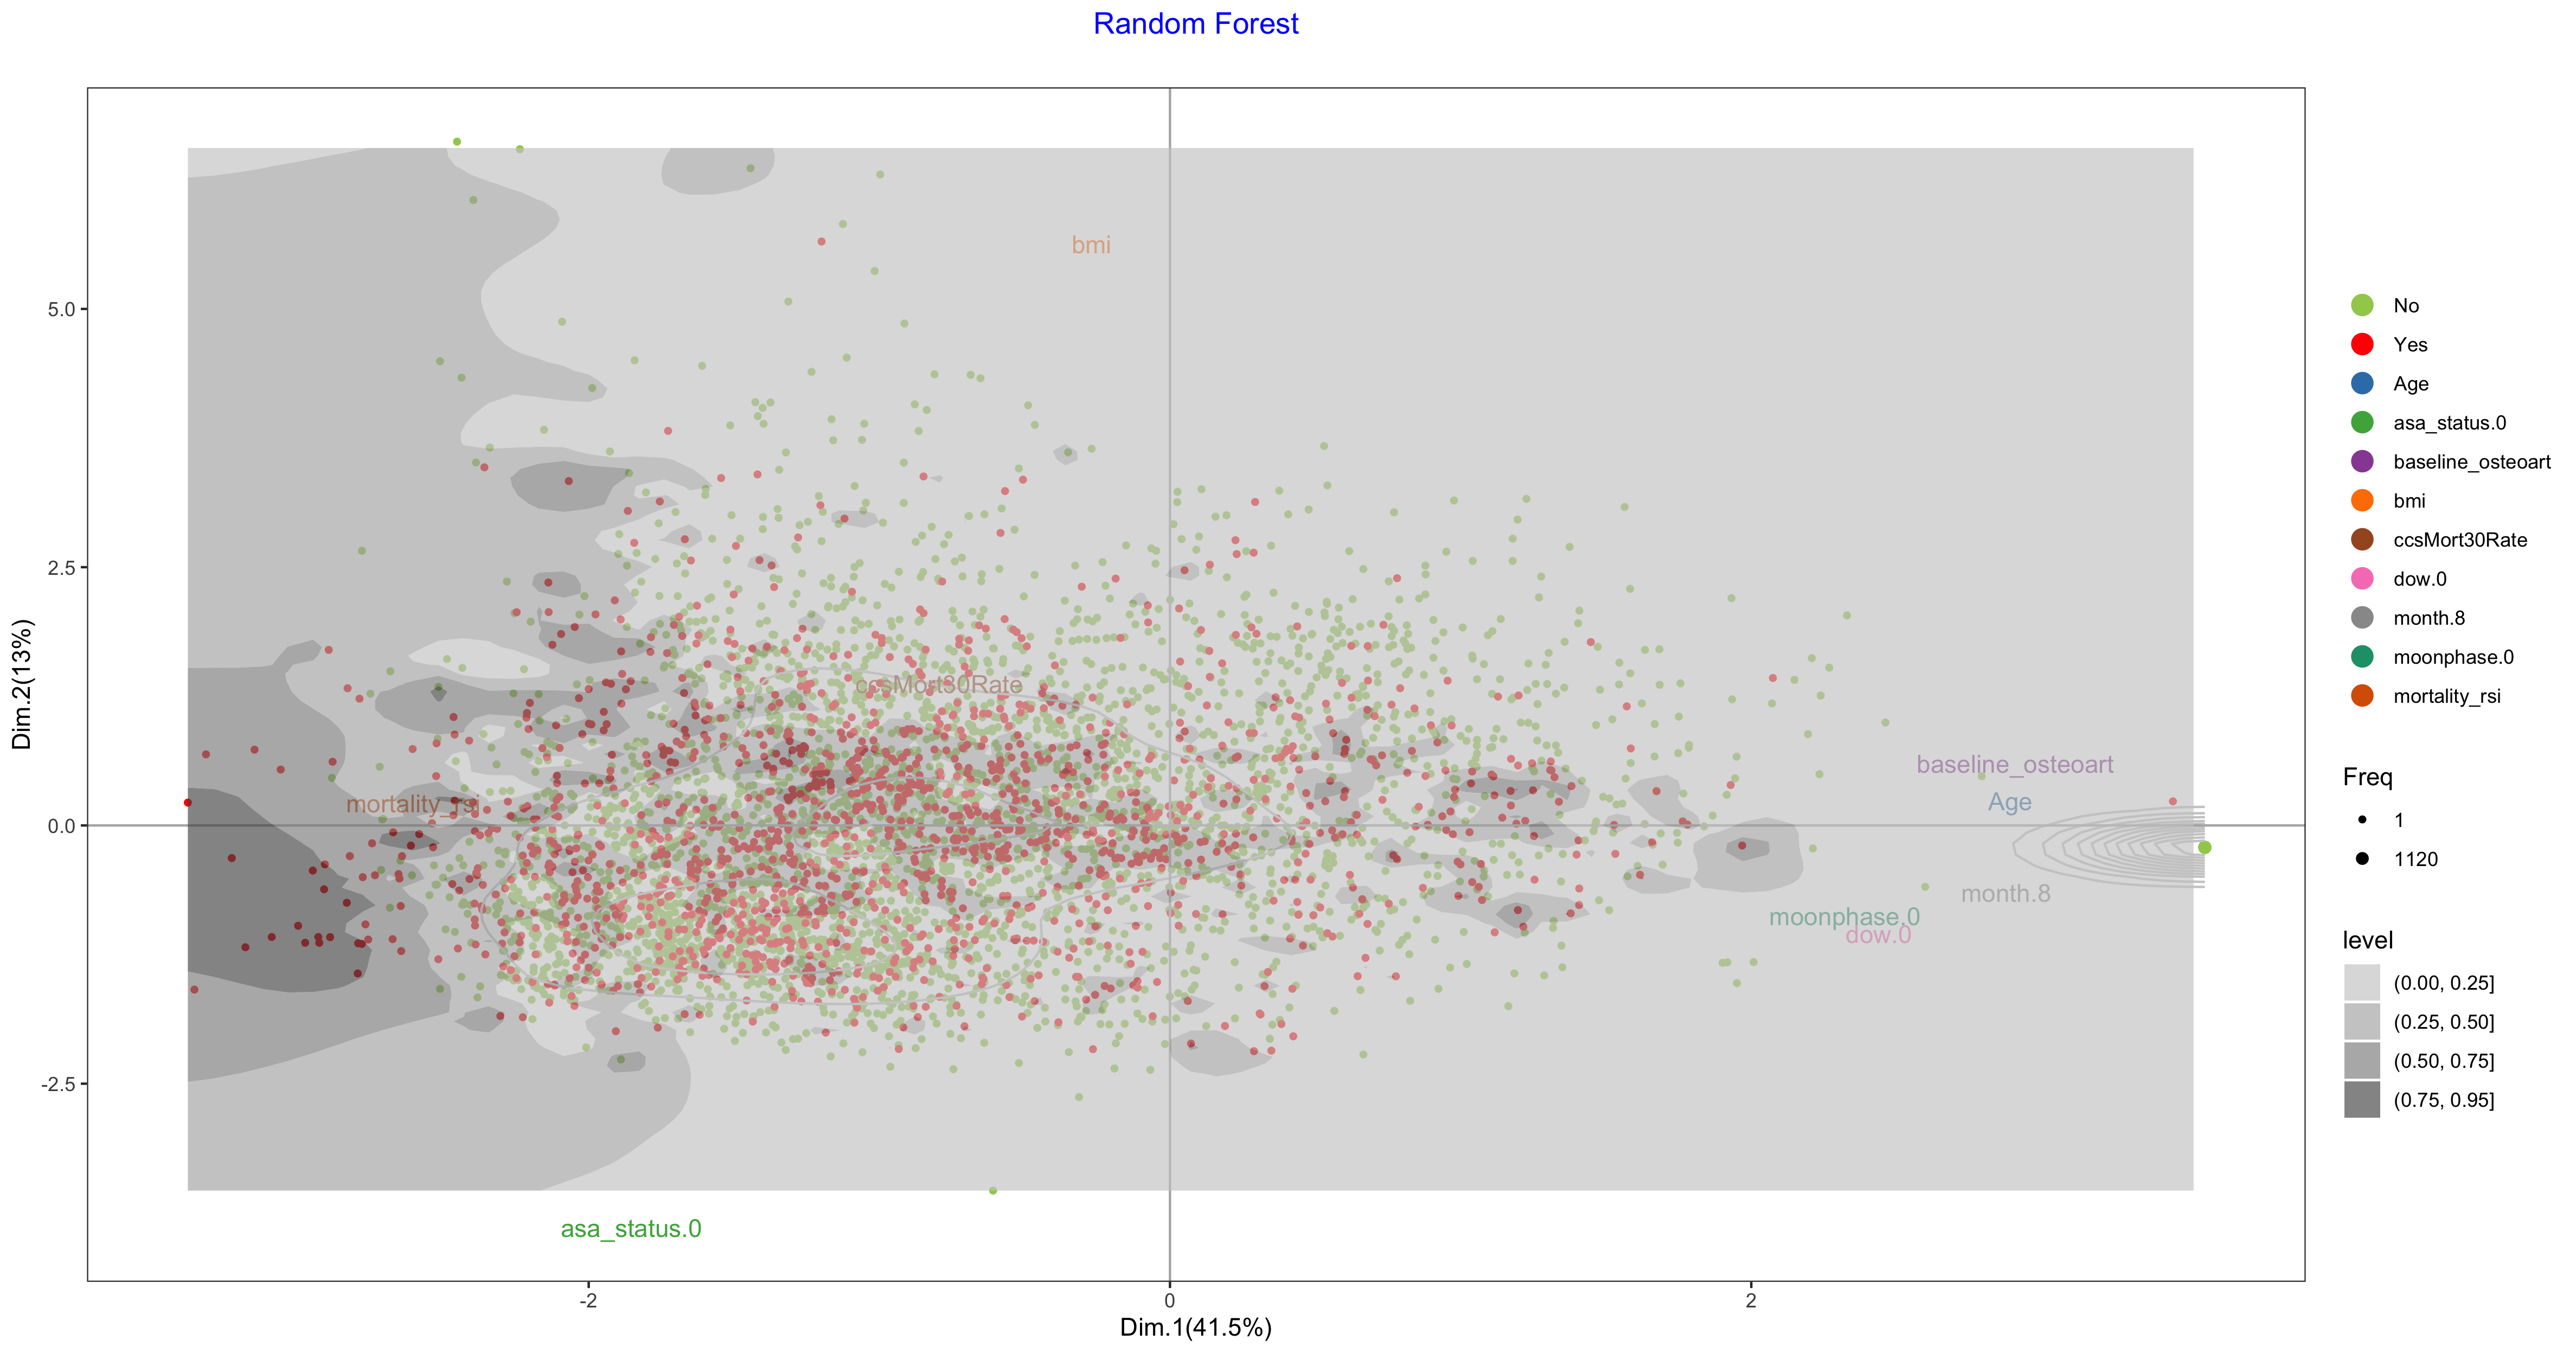 Random Forest
Dim.2(13%)
5.0
2.5
0.0
-2.5
bmi
ccsMort30Rate
mortality_rsi
baseline_osteoart
Age
month.8
moonphase.0
dow.0
asa_status.0
-2
0
2
Dim.1(41.5%)
No
Yes
Age
asa_status.0
baseline_osteoart
bmi
ccsMort30Rate
dow.0
month.8
moonphase.0
mortality_rsi
Freq
1
1120
level
(0.00, 0.25]
(0.25, 0.50]
(0.50, 0.75]
(0.75, 0.95]